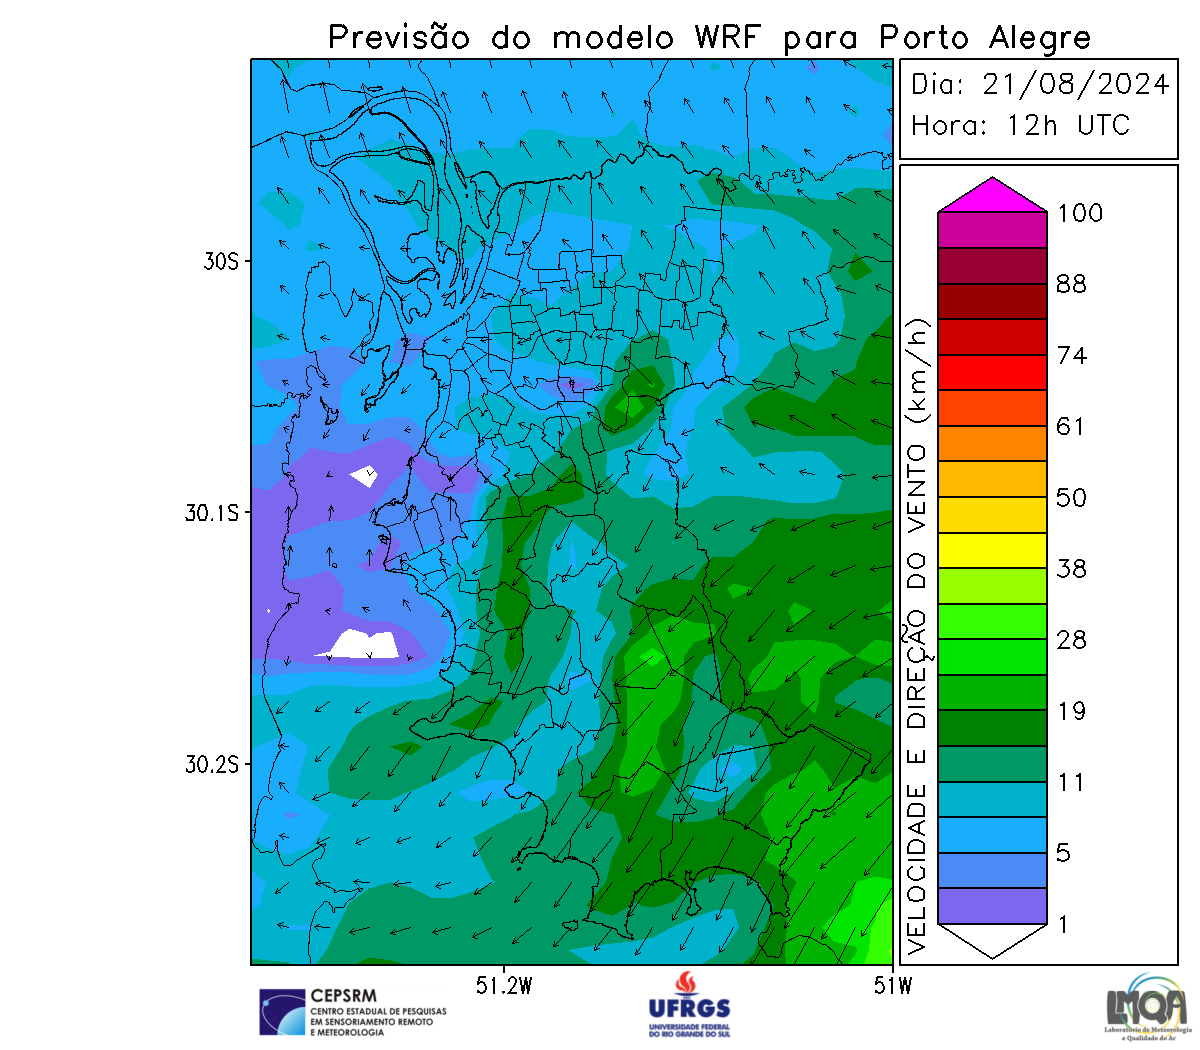 Previsão do modelo WRF para Porto Alegre
Dia: 21/08/2024
Hora: 12h UTC
30S
30.1S
30.2S
51.2W
51W
VELOCIDADE E DIREÇÃO DO VENTO (km/h)
100
88
74
61
50
38
28
19
11
5
1
CEPSRM
CENTRO ESTADUAL DE PESQUISAS
EM SENSORIAMENTO REMOTO
E METEOROLOGIA
UFRGS
UNIVERSIDADE FEDERAL
DO RIO GRANDE DO SUL
LMQA
Laboratório de Meteorologia
e Qualidade do Ar